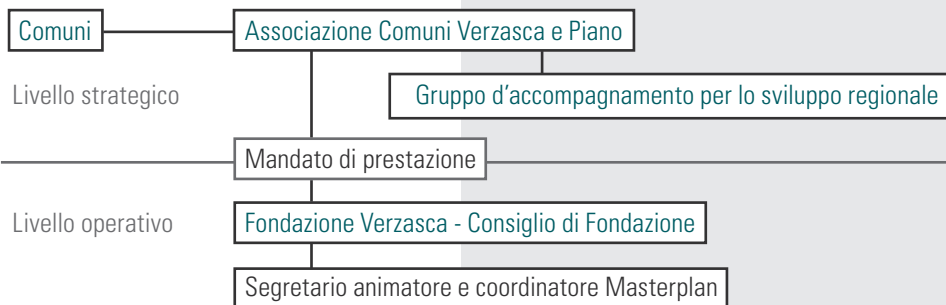 Comuni
Associazione Comuni Verzasca e Piano
Livello strategico
Gruppo d'accompagnamento per lo sviluppo regionale
Mandato di prestazione
Livello operativo
Fondazione Verzasca - Consiglio di Fondazione
Segretario animatore e coordinatore Masterplan